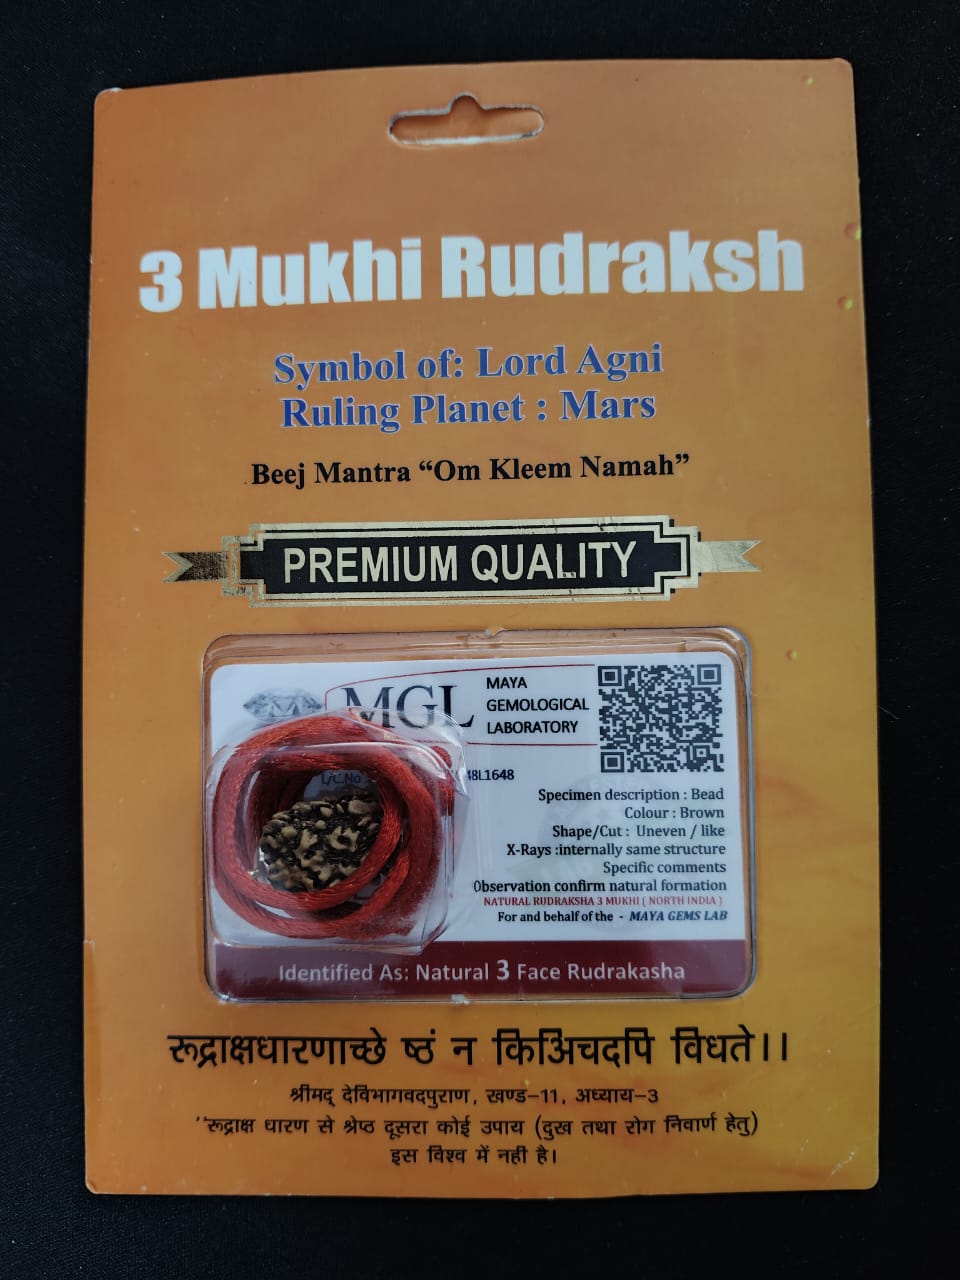 3 Mukhi Rudraksh
Symbol of: Lord Agni
Ruling Planet : Mars
Beej Mantra “Om Kleem Namah”
PREMIUM QUALITY
MGL
MAYA
GEMOLOGICAL
LABORATORY
48L1648
Specimen description : Bead
Colour : Brown
Shape/Cut : Uneven / like
X-Rays :internally same structure
Specific comments
Observation confirm natural formation
NATURAL RUDRAKSHA 3 MUKHI ( NORTH INDIA )
For and behalf of the - MAYA GEMS LAB
Identified As: Natural 3 Face Rudrakasha
रूद्राक्षधारणाच्छे ष्ठं न किञिचदपि विधते।।
श्रीमद् देविभागवदपुराण, खण्ड–11, अध्याय–3
‘‘रूद्राक्ष धारण से श्रेष्ठ दूसरा कोई उपाय (दुख तथा रोग निवार्ण हेतु)
इस विश्व में नही है।